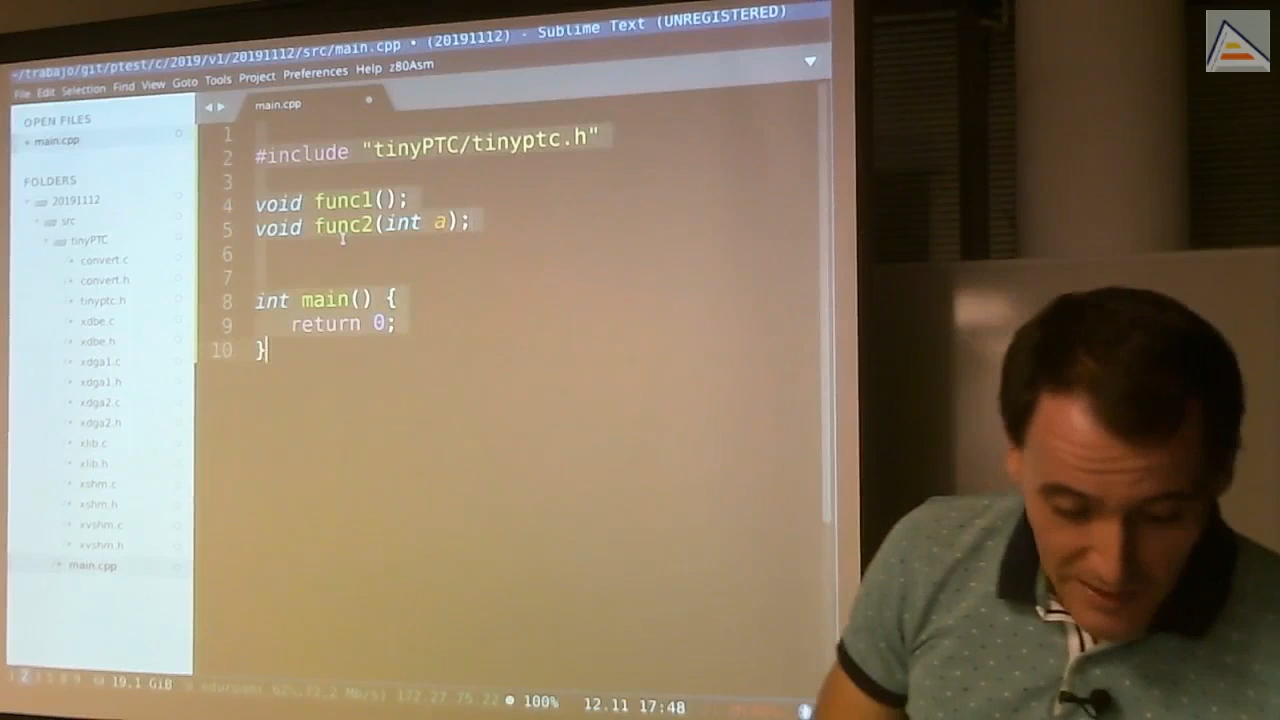 ~/trabajo/git/ptest/c/2019/v1/20191112/src/main.cpp • (20191112) - Sublime Text (UNREGISTERED)
File Edit Selection Find View Goto Tools Project Preferences Help z80Asm
OPEN FILES
main.cpp
FOLDERS
20191112
src
tinyPTC
convert.c
convert.h
tinyptc.h
xdbe.c
xdbe.h
xdga1.c
xdga1.h
xdga2.c
xdga2.h
xlib.c
xlib.h
xshm.c
xshm.h
xvshm.c
xvshm.h
main.cpp
main.cpp
1
2 #include "tinyPTC/tinyptc.h"
3
4 void func1();
5 void func2(int a);
6
7
8 int main() {
9 return 0;
10 }
19.1 GiB
172.27.75.22
100%
12.11 17:48